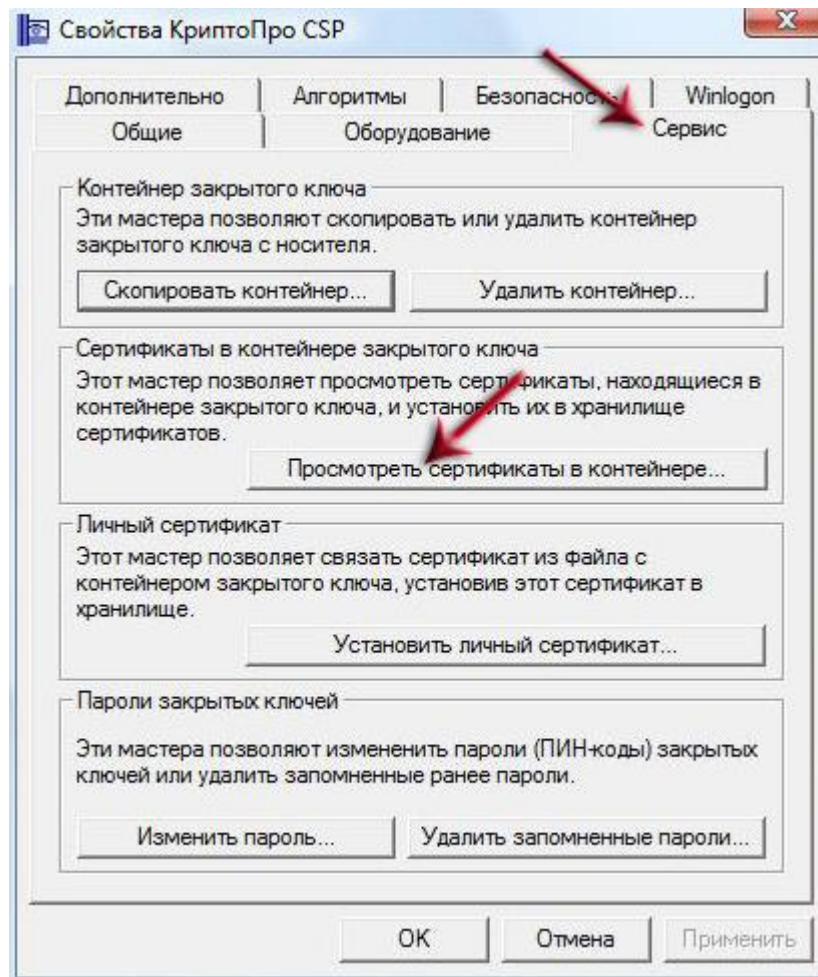 Свойства КриптоПро CSP
Дополнительно Алгоритмы Безопасность Winlogon
Общие Оборудование Сервис
Контейнер закрытого ключа
Эти мастера позволяют скопировать или удалить контейнер
закрытого ключа с носителя.
Скопировать контейнер... Удалить контейнер...
Сертификаты в контейнере закрытого ключа
Этот мастер позволяет просмотреть сертификаты, находящиеся в
контейнере закрытого ключа, и установить их в хранилище
сертификатов.
Просмотреть сертификаты в контейнере...
Личный сертификат
Этот мастер позволяет связать сертификат из файла с
контейнером закрытого ключа, установив этот сертификат в
хранилище.
Установить личный сертификат...
Пароли закрытых ключей
Эти мастера позволяют измененить пароли (ПИН-коды) закрытых
ключей или удалить запомненные ранее пароли.
Изменить пароль... Удалить запомненные пароли...
ОК Отмена Применить